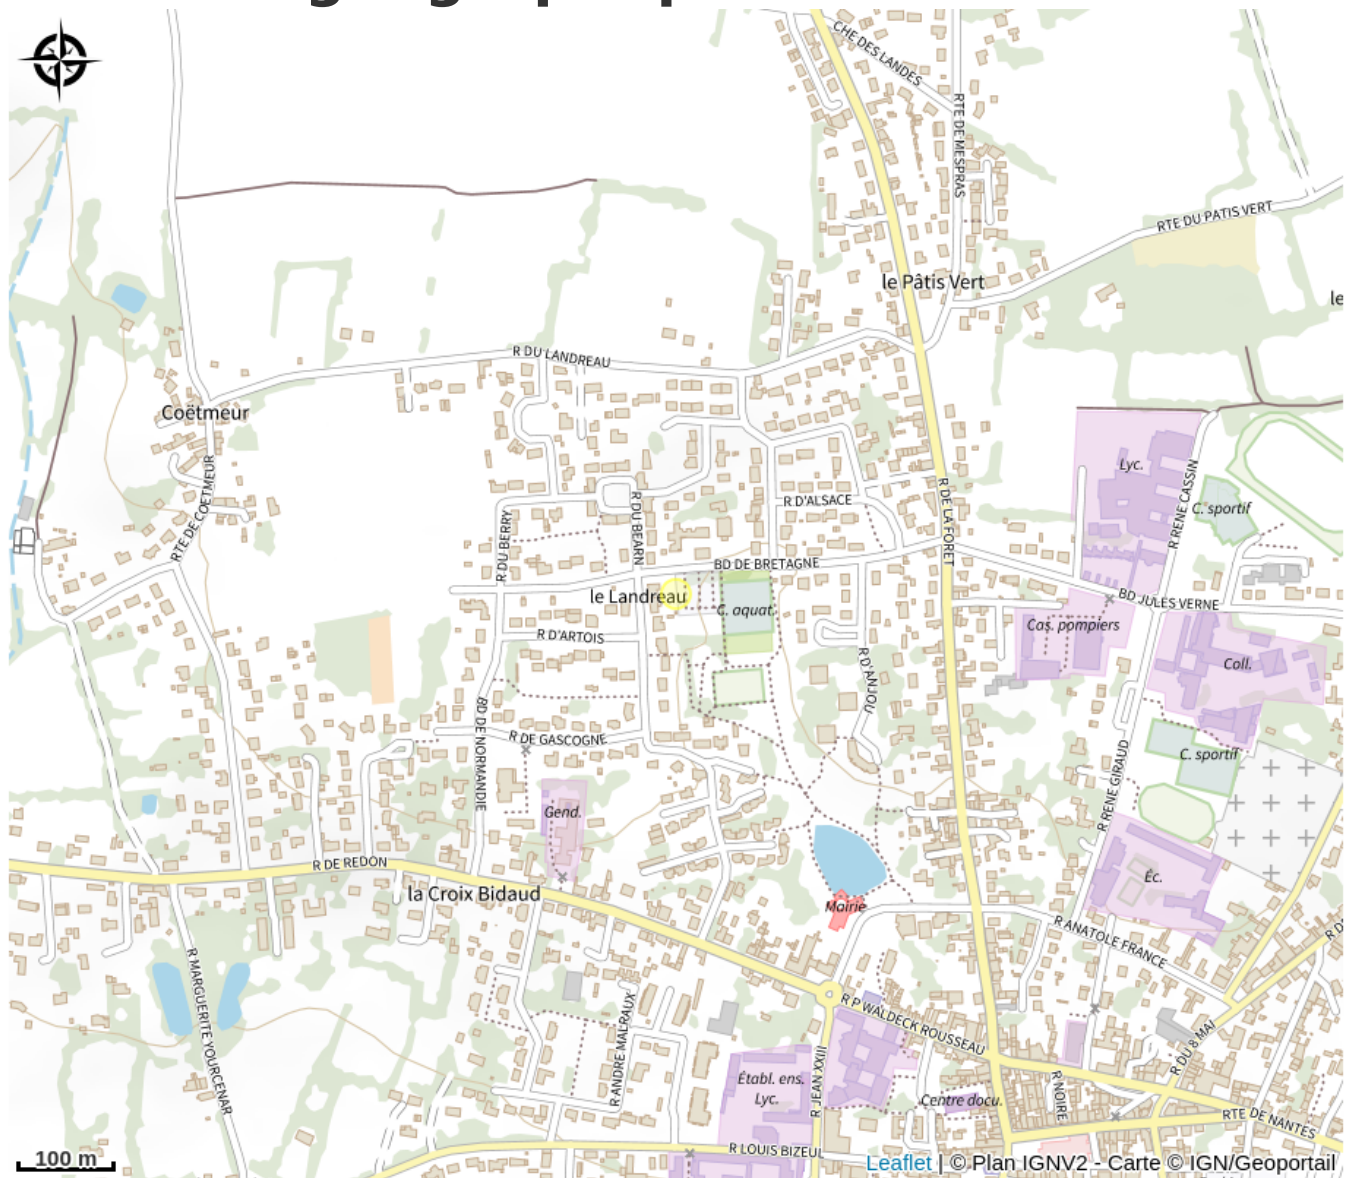 CHE DES LANDES
RTE DE MESPRAS
RTE DU PATIS VERT
le Pâtis Vert
le
R DU LANDREAU
Coëtmeur
RTE DE COETMEUR
Lyc.
R RENE CASSIN
C. sportif
R D'ALSACE
R DU BERRY
R DU BEARN
R DE LA FORET
BD DE BRETAGNE
le Landreau
C. aquat.
BD JULES VERNE
Cas. pompiers
R D'ARTOIS
Coll.
R D'ANJOU
BD DE NORMANDIE
R DE GASCOGNE
C. sportif
R RENE GIRAUD
Gend.
R DE REDON
Éc.
la Croix Bidaud
Mairie
R ANATOLE FRANCE
R MARGUERITE YOURCENAR
R P WALDECK ROUSSEAU
R ANDRE MALRAUX
R DU 8 MAI
Établ. ens.
Lyc.
R JEAN XXIII
R NOIRE
Centre docu.
RTE DE NANTES
R LOUIS BIZEUL
100 m
Leaflet | © Plan IGNV2 - Carte © IGN/Geoportail